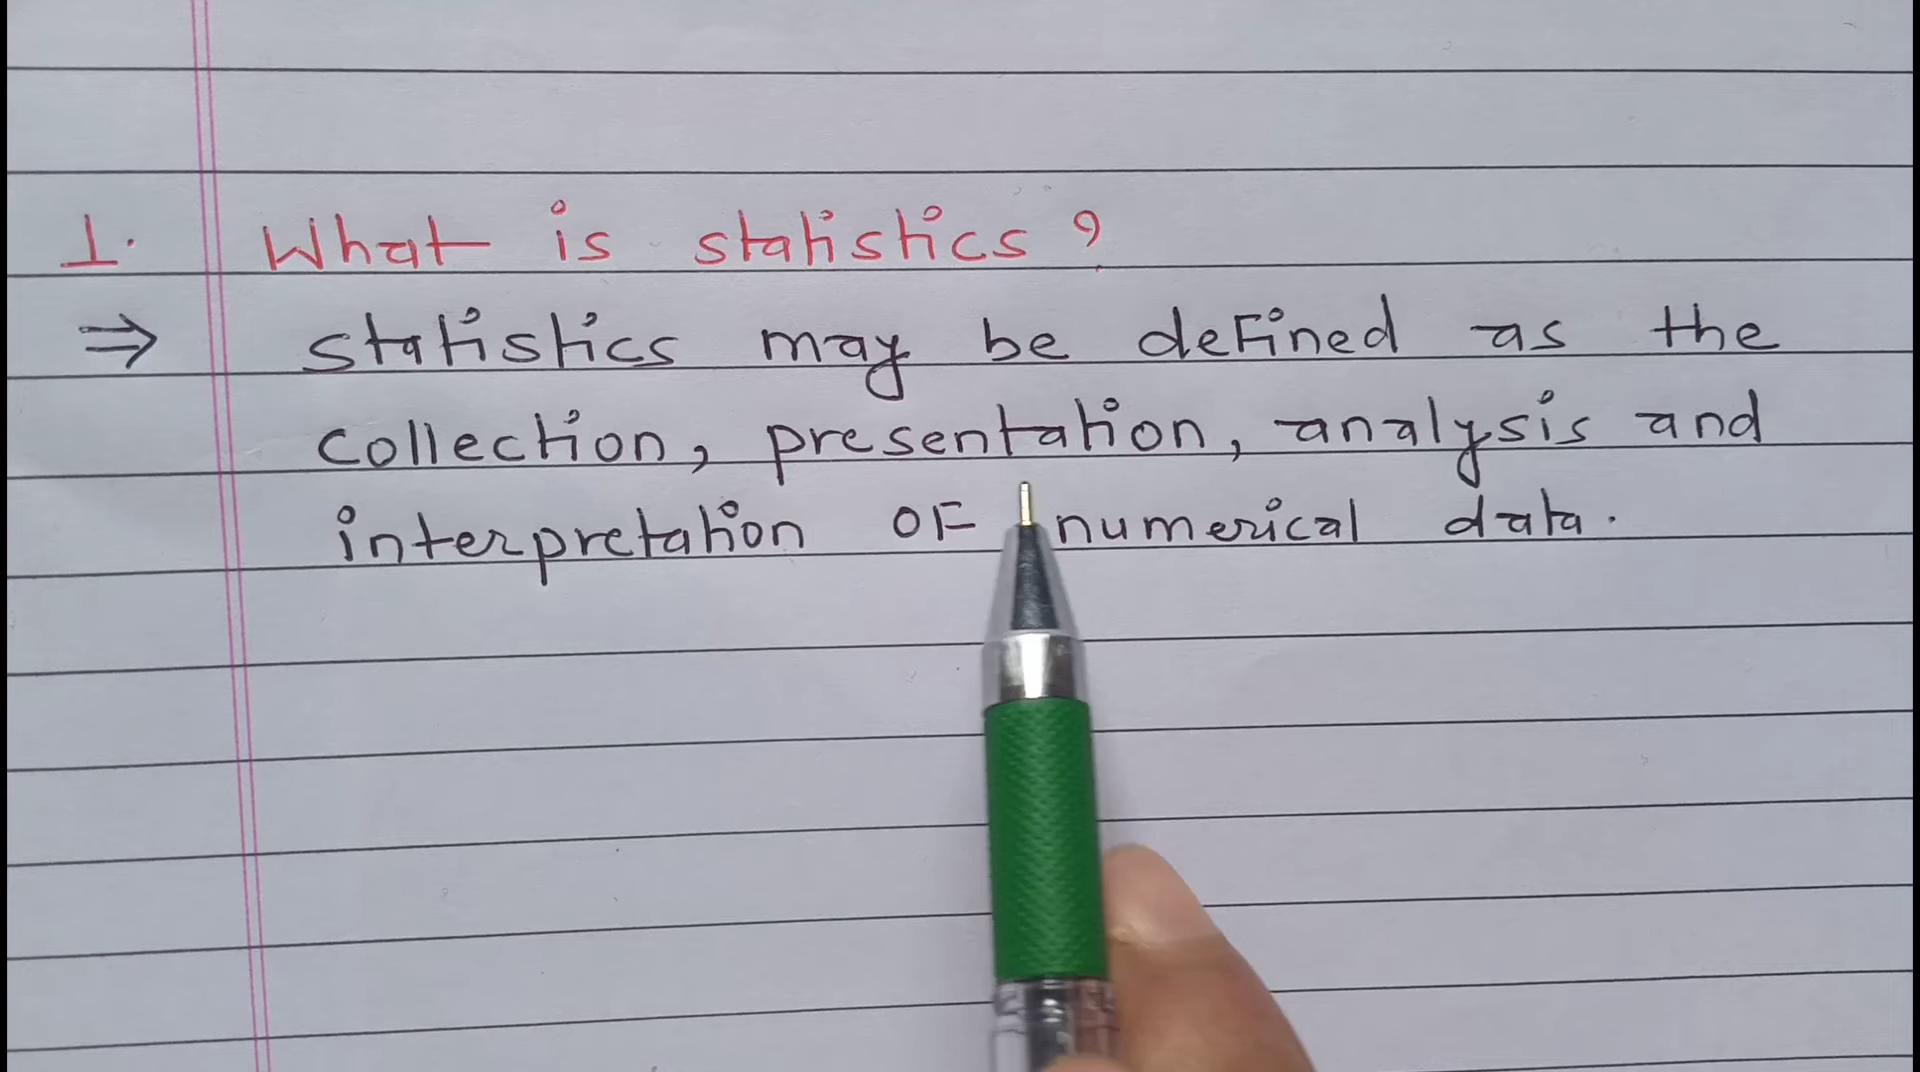 1. What is statistics?
⇒ statistics may be defined as the
collection, presentation, analysis and
interpretation of numerical data.